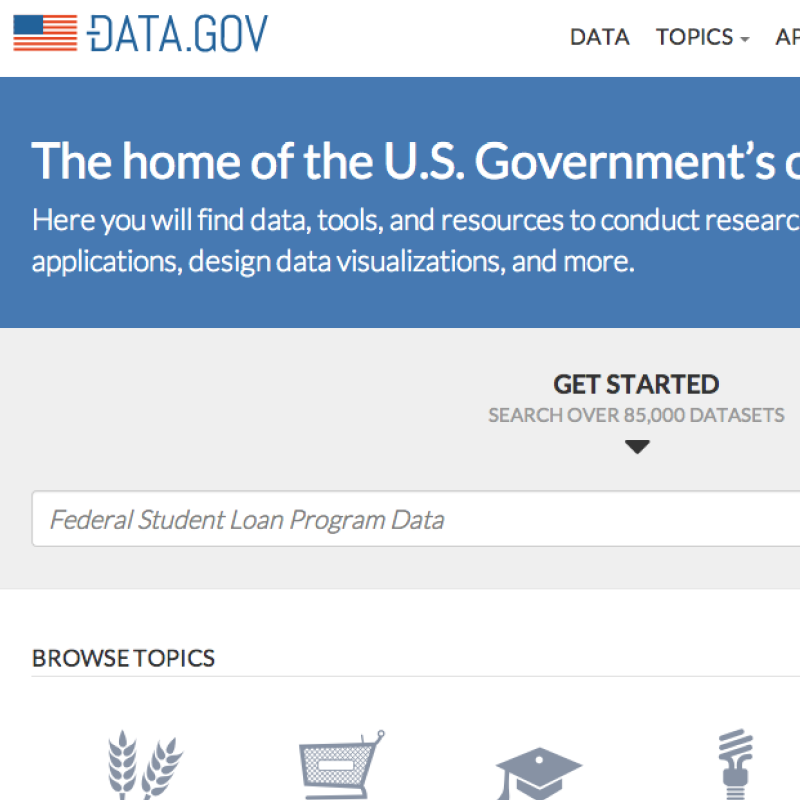 DATA.GOV
DATA TOPICS AP
The home of the U.S. Government's
Here you will find data, tools, and resources to conduct researc
applications, design data visualizations, and more.
GET STARTED
SEARCH OVER 85,000 DATASETS
Federal Student Loan Program Data
BROWSE TOPICS